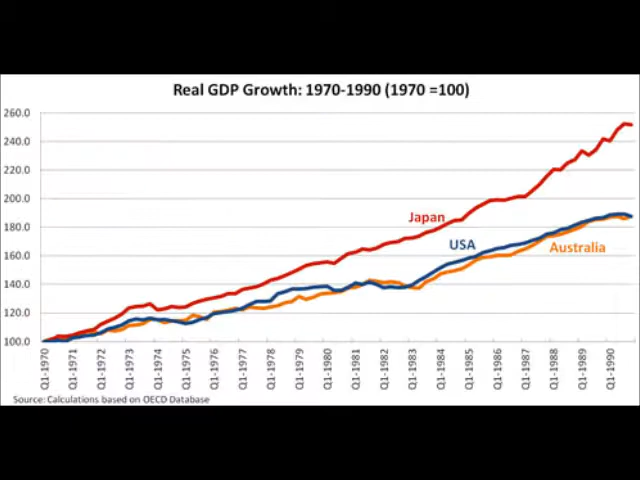 Real GDP Growth: 1970-1990 (1970 =100)
260.0
240.0
220.0
200.0
180.0
160.0
140.0
120.0
100.0
Japan
USA
Australia
Q1-1970
Q1-1971
Q1-1972
Q1-1973
Q1-1974
Q1-1975
Q1-1976
Q1-1977
Q1-1978
Q1-1979
Q1-1980
Q1-1981
Q1-1982
Q1-1983
Q1-1984
Q1-1985
Q1-1986
Q1-1987
Q1-1988
Q1-1989
Q1-1990
Source: Calculations based on OECD Database